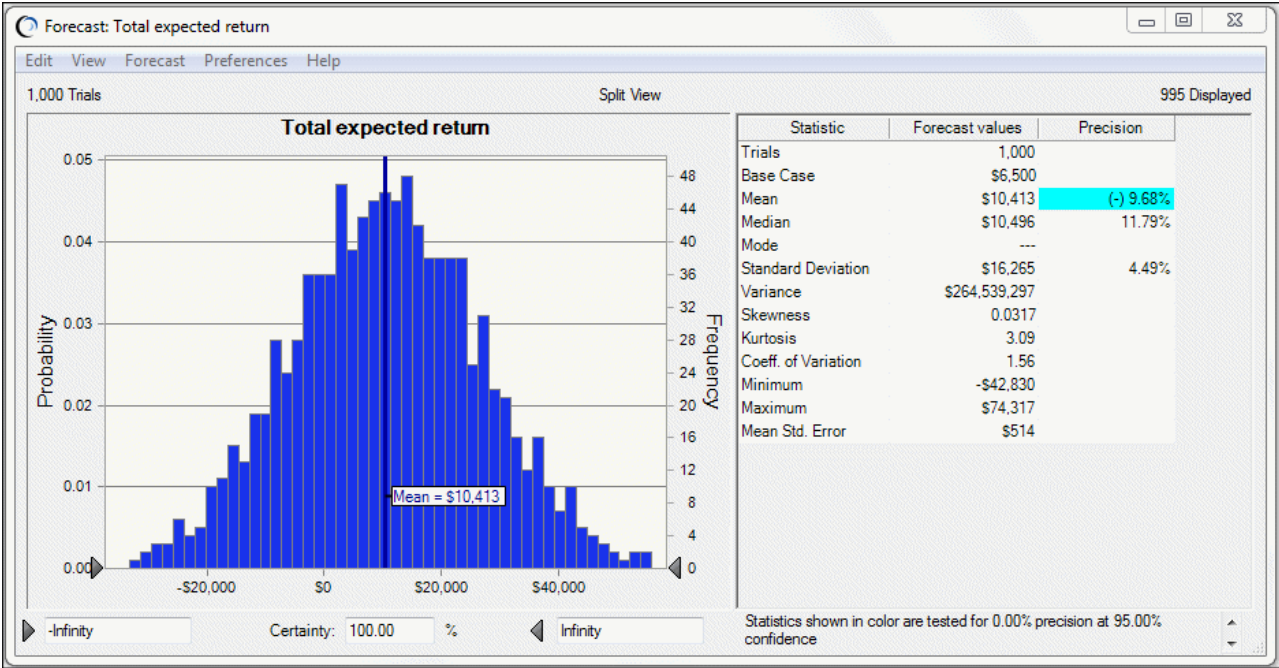 Forecast: Total expected return
Edit View Forecast Preferences Help
1,000 Trials Split View 995 Displayed
Total expected return
0.05
0.04
0.03
0.02
0.01
0.00
Probability
48
44
40
36
32
28
24
20
16
12
8
4
0
Frequency
Mean = $10,413
-$20,000 $0 $20,000 $40,000
Statistic Forecast values Precision
Trials 1,000
Base Case $6,500
Mean $10,413 (-) 9.68%
Median $10,496 11.79%
Mode ---
Standard Deviation $16,265 4.49%
Variance $264,539,297
Skewness 0.0317
Kurtosis 3.09
Coeff. of Variation 1.56
Minimum -$42,830
Maximum $74,317
Mean Std. Error $514
-Infinity Certainty: 100.00 % Infinity
Statistics shown in color are tested for 0.00% precision at 95.00%
confidence